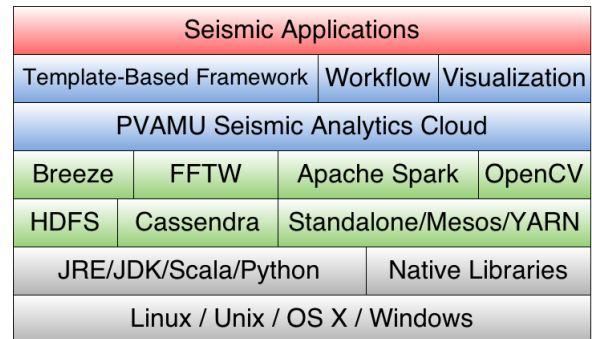 Seismic Applications
Template-Based Framework Workflow Visualization
PVAMU Seismic Analytics Cloud
Breeze FFTW Apache Spark OpenCV
HDFS Cassendra Standalone/Mesos/YARN
JRE/JDK/Scala/Python Native Libraries
Linux / Unix / OS X / Windows